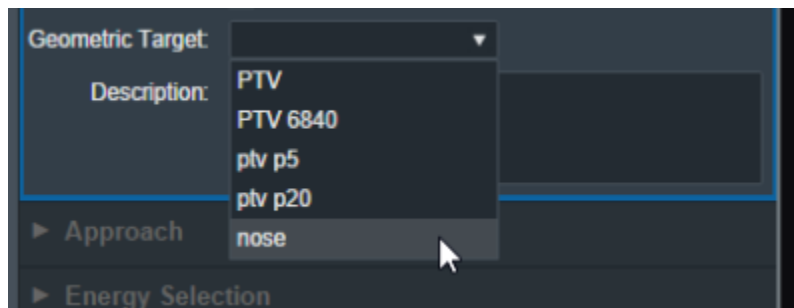 Geometric Target:
Description:
PTV
PTV 6840
ptv p5
ptv p20
nose
Approach
Energy Selection